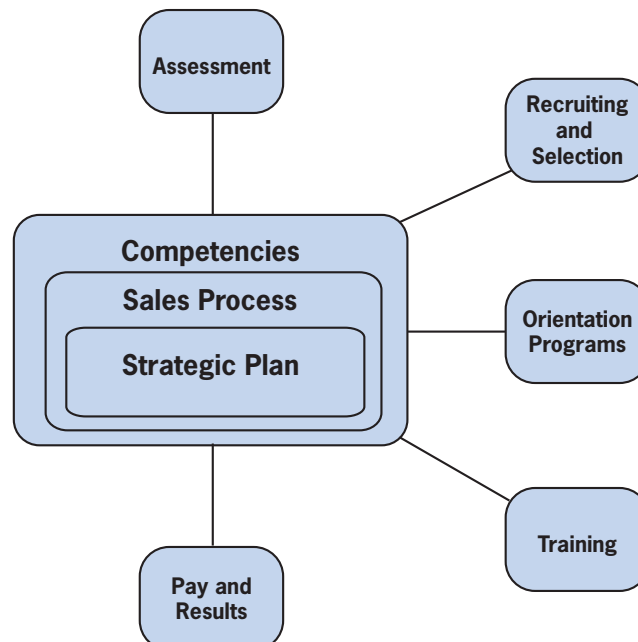 Assessment
Recruiting
and
Selection
Competencies
Sales Process
Strategic Plan
Orientation
Programs
Training
Pay and
Results